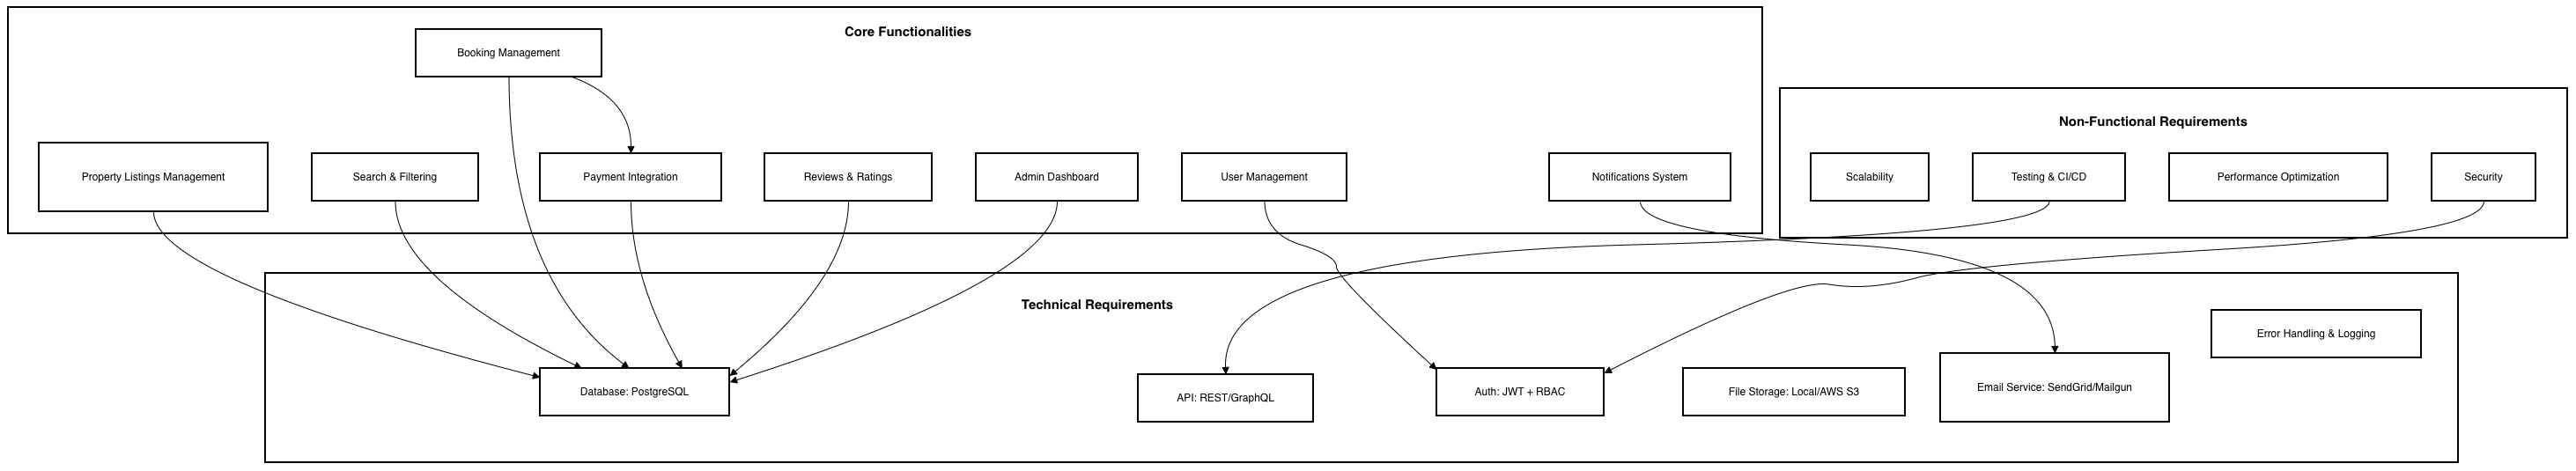 Core Functionalities
Booking Management
Property Listings Management
Search & Filtering
Payment Integration
Reviews & Ratings
Admin Dashboard
User Management
Notifications System
Non-Functional Requirements
Scalability
Testing & CI/CD
Performance Optimization
Security
Technical Requirements
Database: PostgreSQL
API: REST/GraphQL
Auth: JWT + RBAC
File Storage: Local/AWS S3
Email Service: SendGrid/Mailgun
Error Handling & Logging